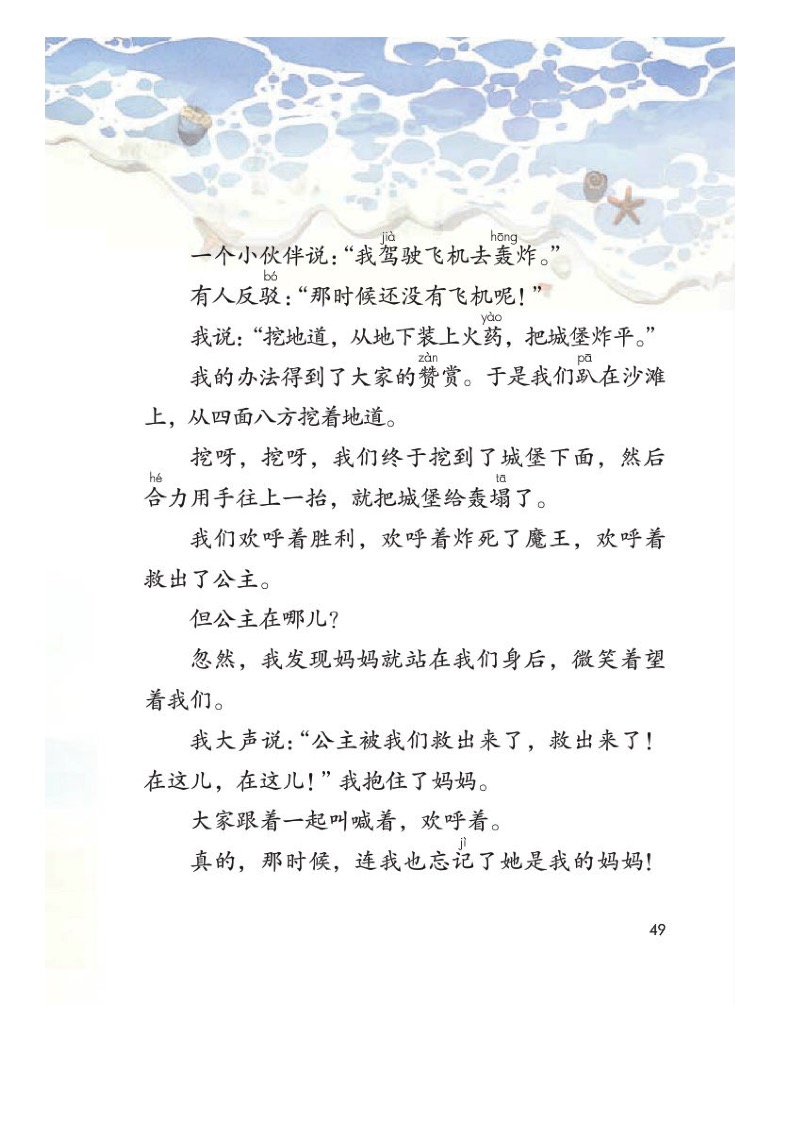 jià hōng
一个小伙伴说:“我驾驶飞机去轰炸。”
bó
有人反驳:“那时候还没有飞机呢!”
yào
我说:“挖地道,从地下装上火药,把城堡炸平。”
zàn pā
我的办法得到了大家的赞赏。于是我们趴在沙滩
上,从四面八方挖着地道。
挖呀,挖呀,我们终于挖到了城堡下面,然后
hé tā
合力用手往上一抬,就把城堡给轰塌了。
我们欢呼着胜利,欢呼着炸死了魔王,欢呼着
救出了公主。
但公主在哪儿?
忽然,我发现妈妈就站在我们身后,微笑着望
着我们。
我大声说:“公主被我们救出来了,救出来了!
在这儿,在这儿!”我抱住了妈妈。
大家跟着一起叫喊着,欢呼着。
jì
真的,那时候,连我也忘记了她是我的妈妈!
49